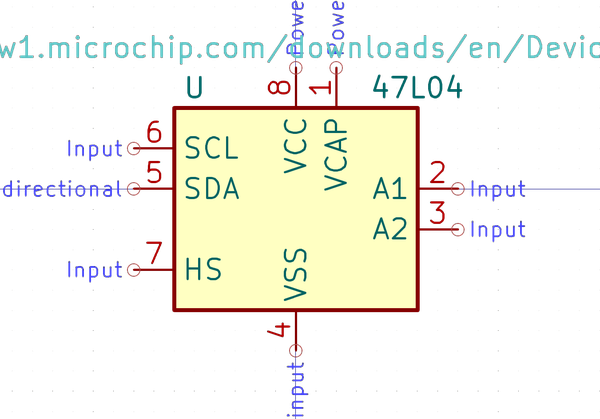 Powe
Powe
w1.microchip.com/downloads/en/Devic
U
8
1
47L04
VCC
VCAP
Input
6
SCL
directional
5
SDA
A1
2
Input
A2
3
Input
Input
7
HS
VSS
4
input